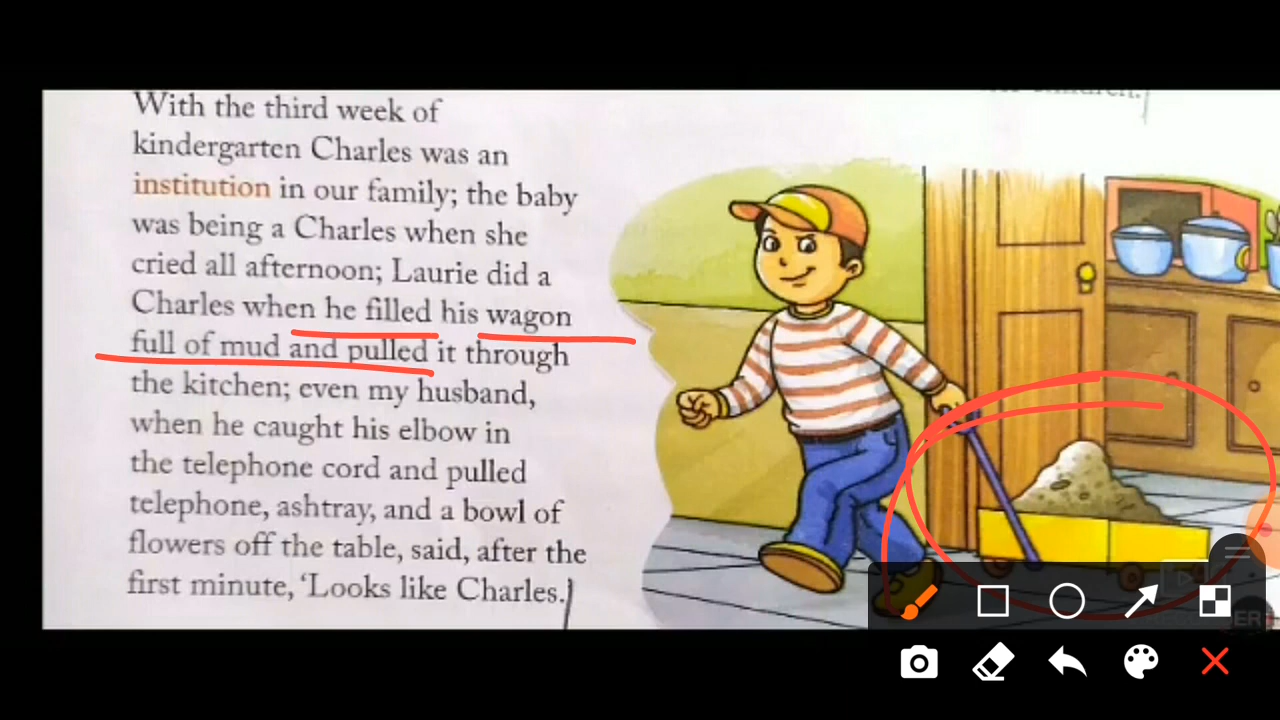 With the third week of
kindergarten Charles was an
institution in our family; the baby
was being a Charles when she
cried all afternoon; Laurie did a
Charles when he filled his wagon
full of mud and pulled it through
the kitchen; even my husband,
when he caught his elbow in
the telephone cord and pulled
telephone, ashtray, and a bowl of
flowers off the table, said, after the
first minute, 'Looks like Charles.
children.